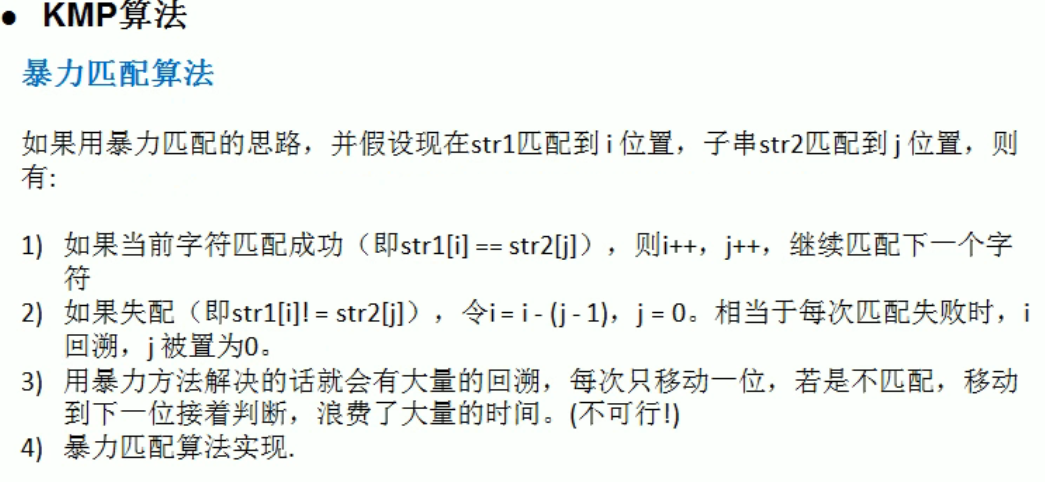 ● KMP算法
暴力匹配算法
如果用暴力匹配的思路，并假设现在str1匹配到 i 位置，子串str2匹配到 j 位置，则
有:
1) 如果当前字符匹配成功（即str1[i] == str2[j]），则i++，j++，继续匹配下一个字
符
2) 如果失配（即str1[i]! = str2[j]），令i = i - (j - 1)，j = 0。相当于每次匹配失败时，i
回溯，j 被置为0。
3) 用暴力方法解决的话就会有大量的回溯，每次只移动一位，若是不匹配，移动
到下一位接着判断，浪费了大量的时间。(不可行!)
4) 暴力匹配算法实现.